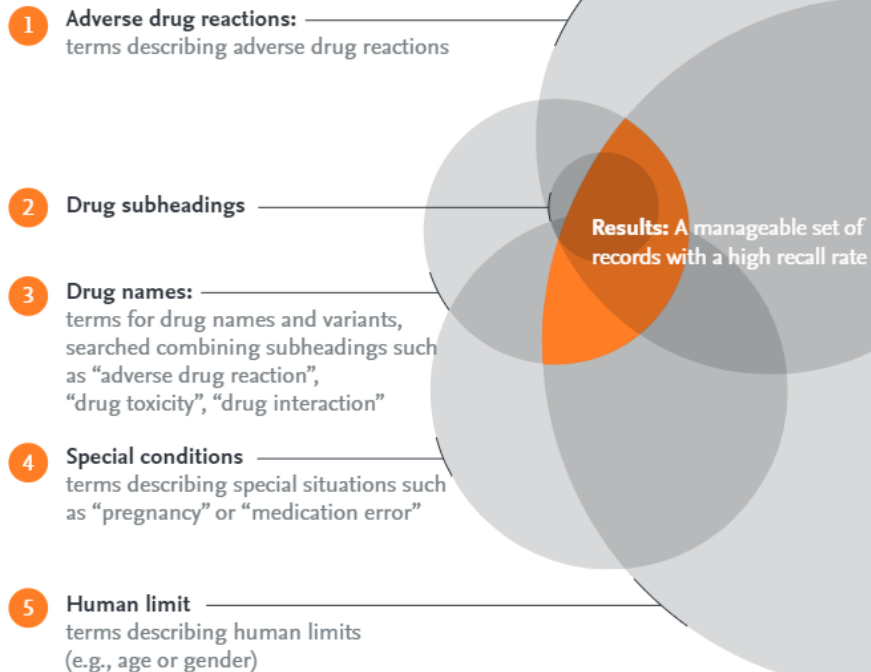 1
Adverse drug reactions:
terms describing adverse drug reactions
2
Drug subheadings
3
Drug names:
terms for drug names and variants,
searched combining subheadings such
as “adverse drug reaction”,
“drug toxicity”, “drug interaction”
4
Special conditions
terms describing special situations such
as “pregnancy” or “medication error”
5
Human limit
terms describing human limits
(e.g., age or gender)
Results: A manageable set of
records with a high recall rate